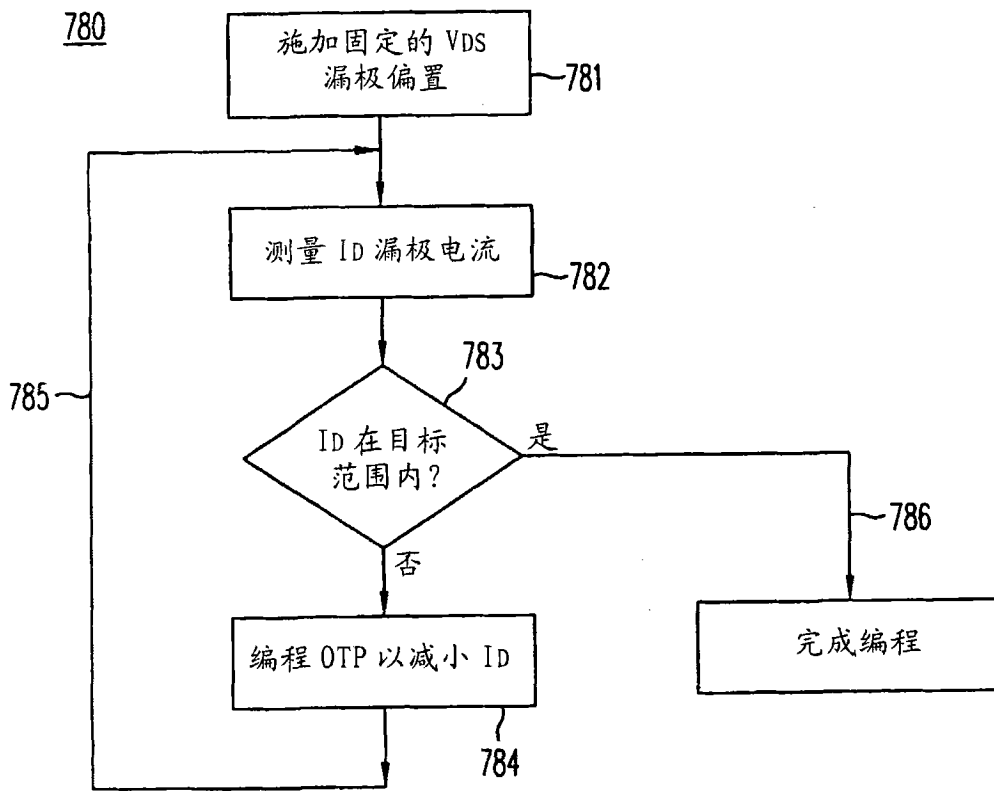 780
施加固定的 VDS
漏极偏置
781
测量 ID 漏极电流
782
783
785
ID 在目标
范围内?
是
786
否
编程 OTP 以减小 ID
完成编程
784